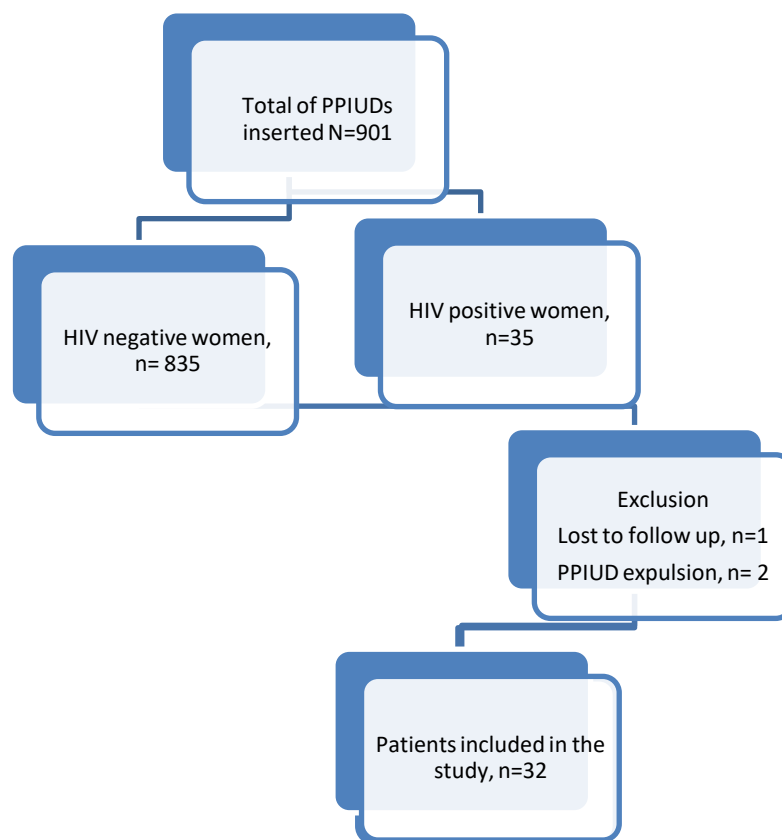 Total of PPIUDs
inserted N=901
HIV negative women,
n= 835
HIV positive women,
n=35
Exclusion
Lost to follow up, n=1
PPIUD expulsion, n= 2
Patients included in the
study, n=32